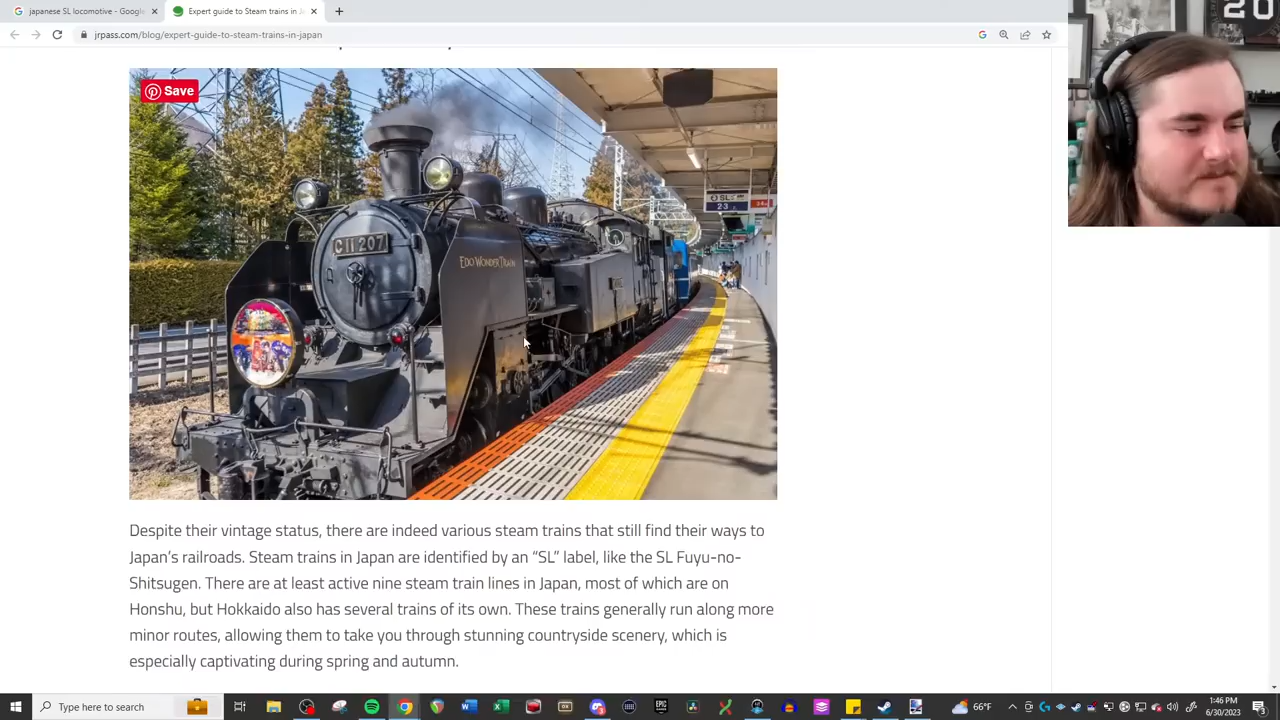 japanese SL locomotive - Google
Expert guide to Steam trains in Ja
jrpass.com/blog/expert-guide-to-steam-trains-in-japan
20
Save
C11 207
EDO WONDER TRAIN
SL
23
Despite their vintage status, there are indeed various steam trains that still find their ways to
Japan's railroads. Steam trains in Japan are identified by an “SL” label, like the SL Fuyu-no-
Shitsugen. There are at least active nine steam train lines in Japan, most of which are on
Honshu, but Hokkaido also has several trains of its own. These trains generally run along more
minor routes, allowing them to take you through stunning countryside scenery, which is
especially captivating during spring and autumn.
Type here to search
66°F
1:46 PM
6/30/2023